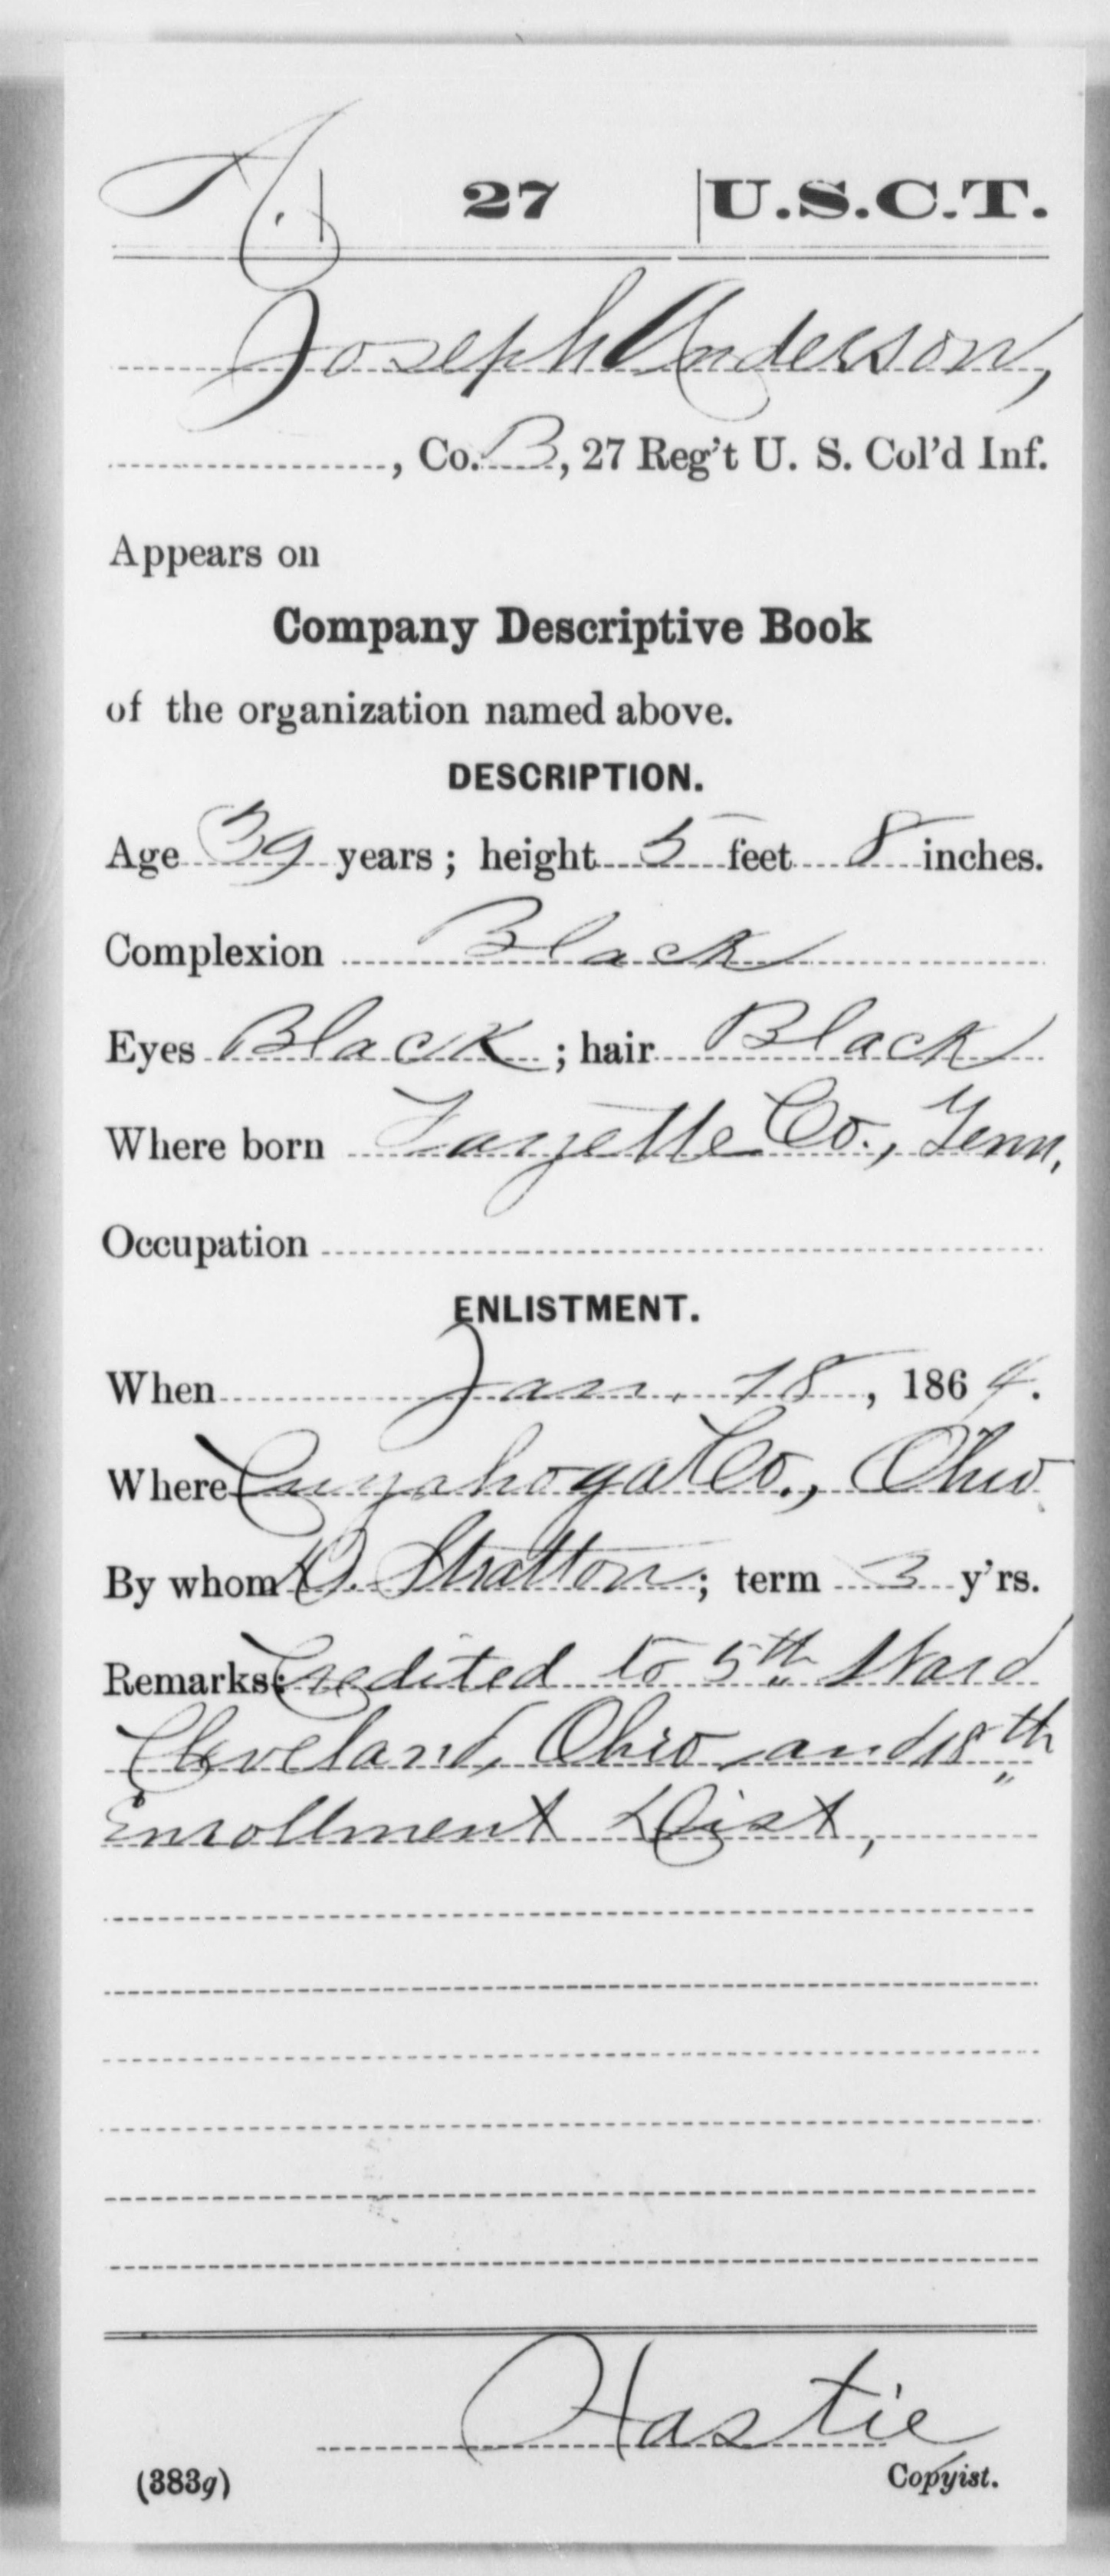 A. | 27 | U.S.C.T.
Joseph Anderson,
, Co. B, 27 Reg't U. S. Col'd Inf.
Appears on
Company Descriptive Book
of the organization named above.
DESCRIPTION.
Age 39 years; height 5 feet 8 inches.
Complexion Black
Eyes Black; hair Black
Where born Fayette Co., Tenn.
Occupation
ENLISTMENT.
When Jan. 18, 1864.
Where Cuyahoga Co., Ohio
By whom D. Stratton; term 3 y'rs.
Remarks: Credited to 5th Ward
Cleveland, Ohio and 18th
Enrollment Dist,
Hastie
(383g) Copyist.